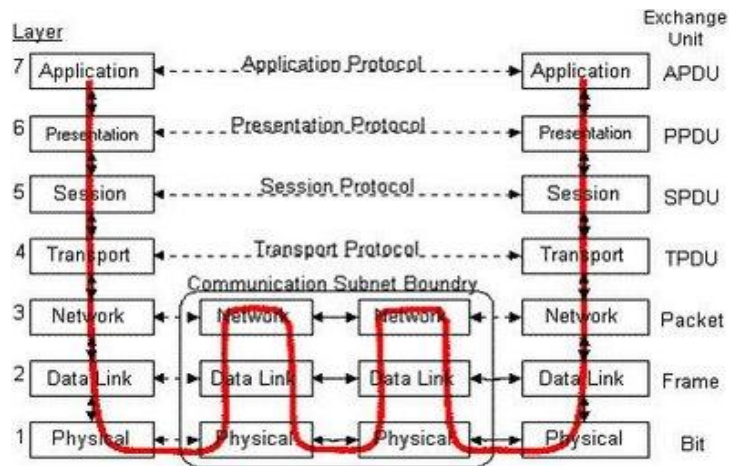 Exchange
Layer Unit
7 Application Application Protocol Application APDU
6 Presentation Presentation Protocol Presentation PPDU
5 Session Session Protocol Session SPDU
4 Transport Transport Protocol Transport TPDU
Communication Subnet Boundry
3 Network Network Network Network Packet
2 Data Link Data Link Data Link Data Link Frame
1 Physical Physical Physical Physical Bit